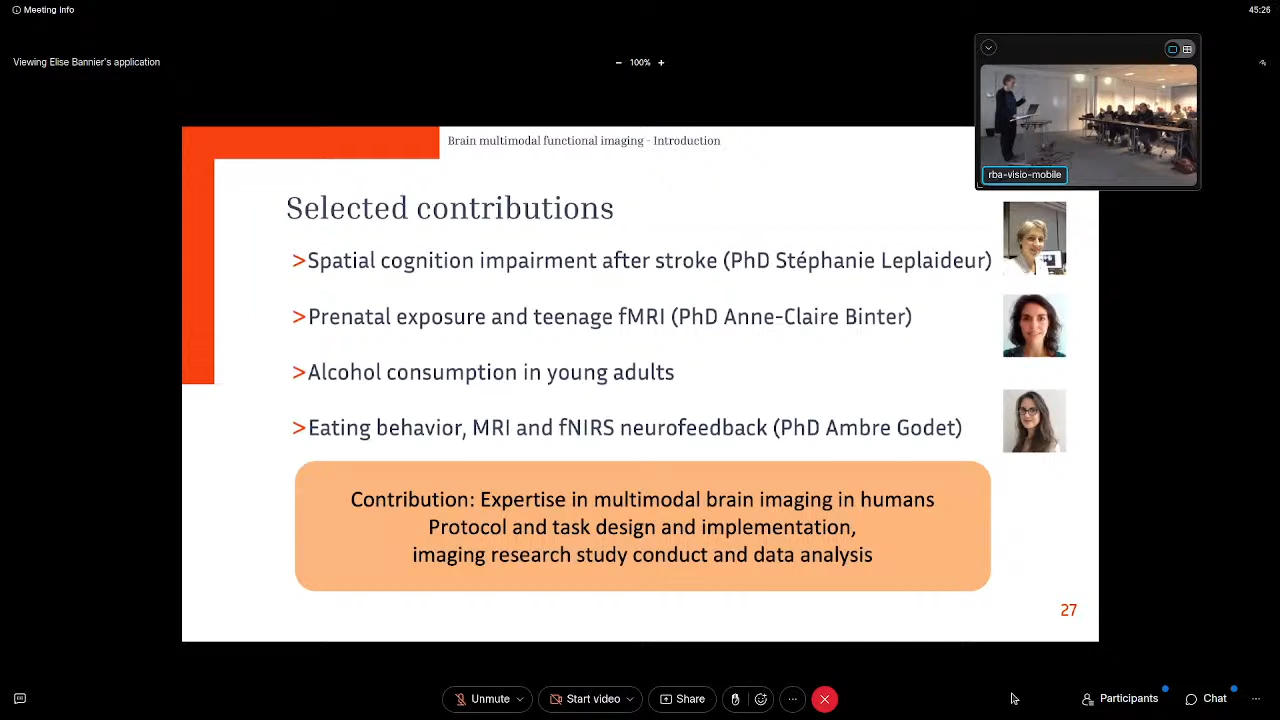 Meeting Info
45:26
Viewing Elise Bannier's application
− 100% +
rba-visio-mobile
Brain multimodal functional imaging - Introduction
Selected contributions
>Spatial cognition impairment after stroke (PhD Stéphanie Leplaideur)
>Prenatal exposure and teenage fMRI (PhD Anne-Claire Binter)
>Alcohol consumption in young adults
>Eating behavior, MRI and fNIRS neurofeedback (PhD Ambre Godet)
Contribution: Expertise in multimodal brain imaging in humans
Protocol and task design and implementation,
imaging research study conduct and data analysis
27
Unmute
Start video
Share
Participants
Chat